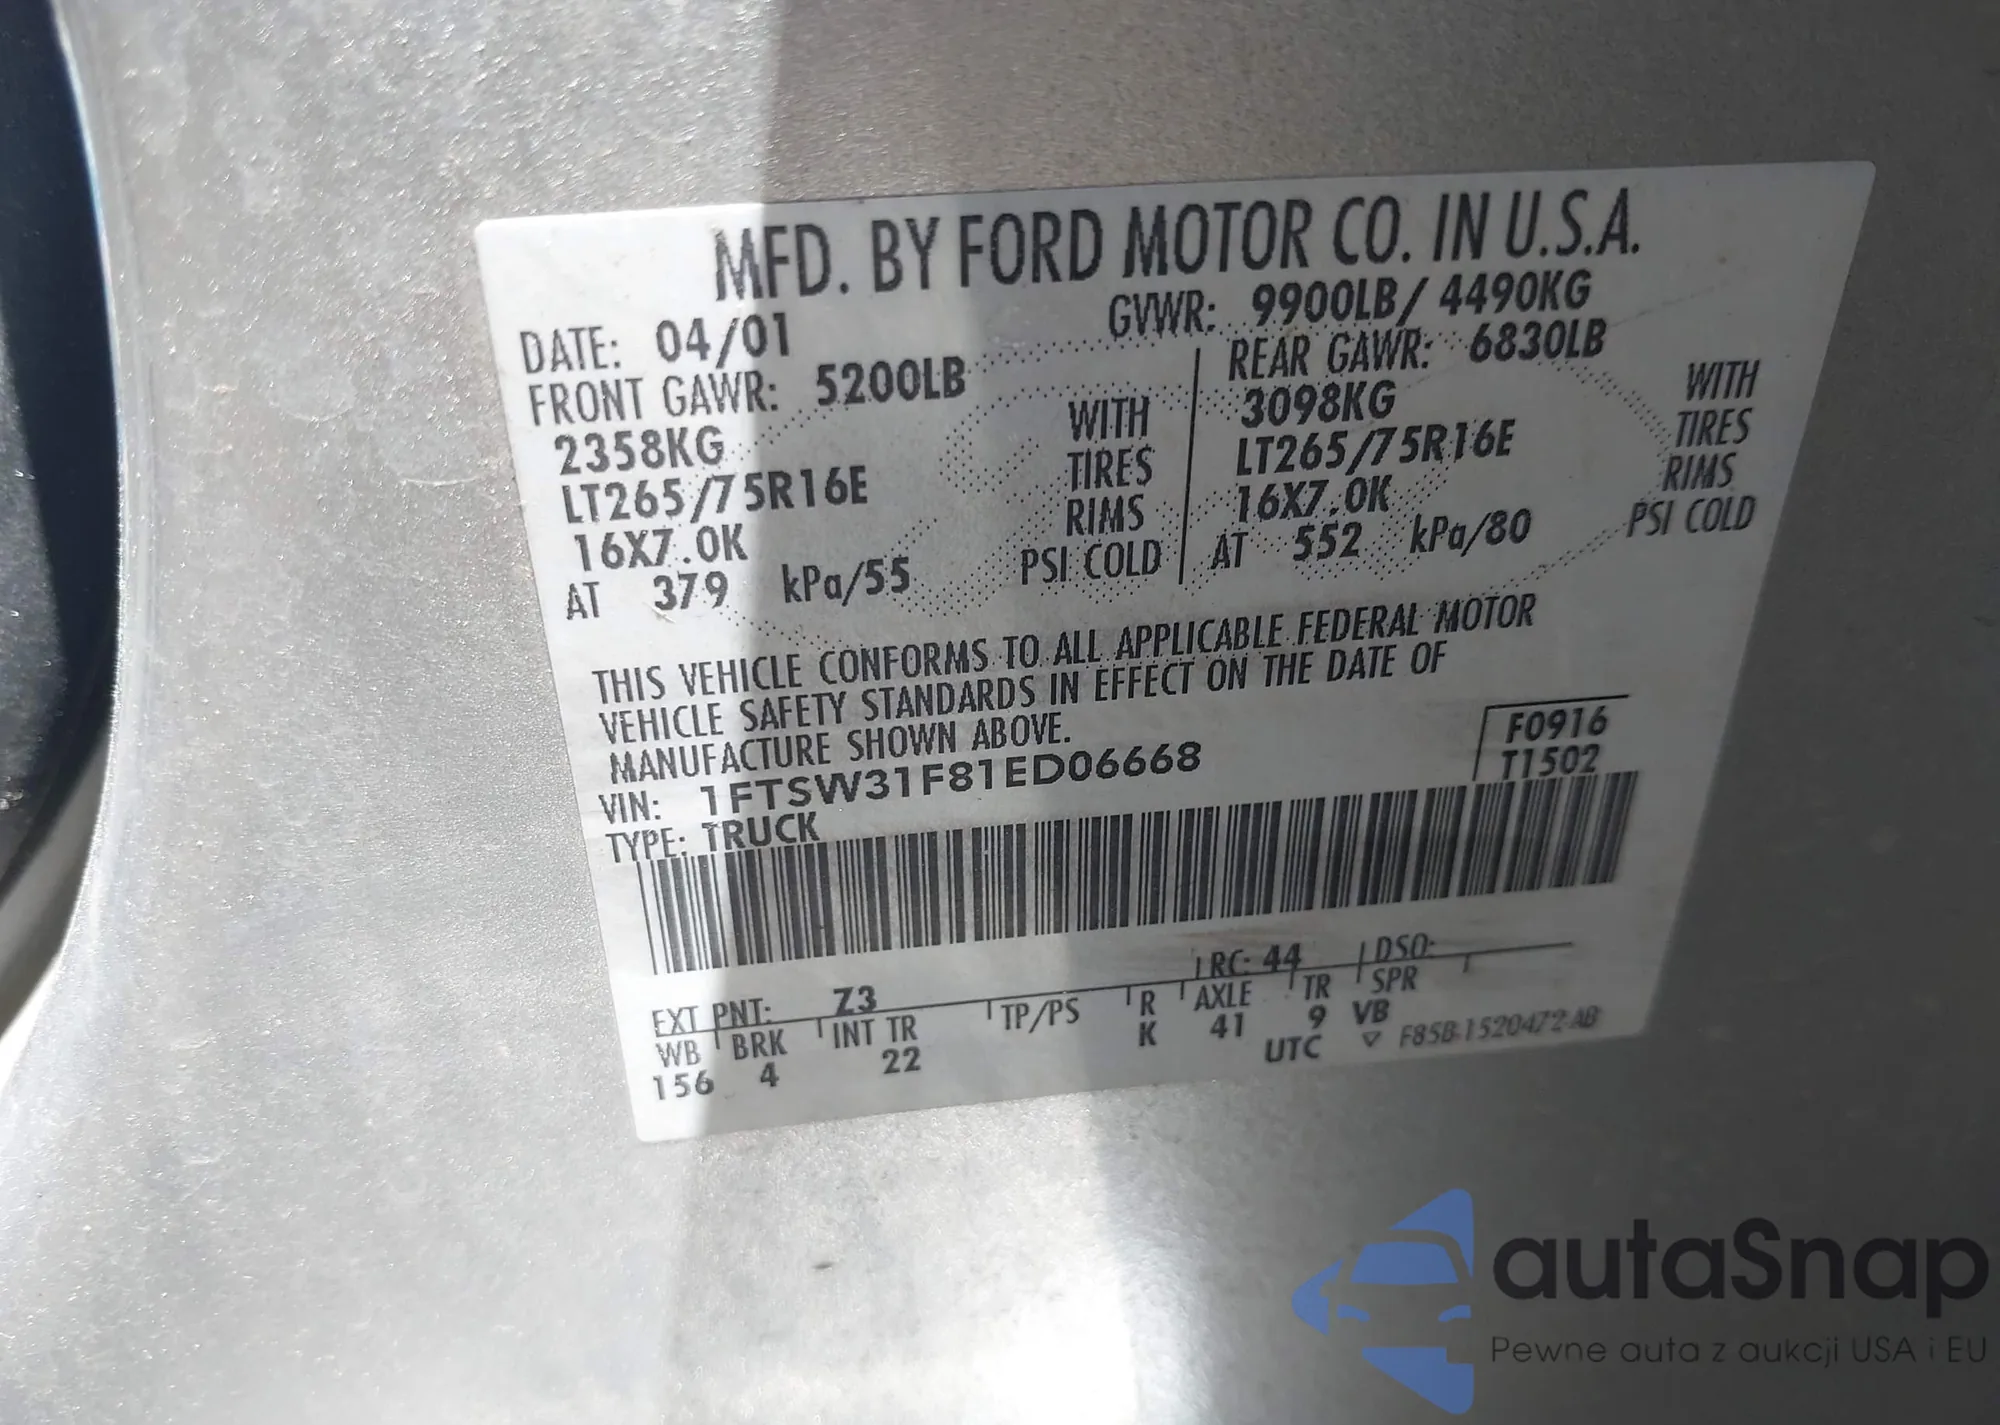 MFD. BY FORD MOTOR CO. IN U.S.A.
DATE: 04/01
GVWR: 9900LB/ 4490KG
FRONT GAWR: 5200LB
2358KG
WITH
LT265/75R16E
TIRES
16X7.0K
RIMS
AT 379 kPa/55 PSI COLD
REAR GAWR: 6830LB
3098KG
WITH
LT265/75R16E
TIRES
16X7.0K
RIMS
AT 552 kPa/80 PSI COLD
THIS VEHICLE CONFORMS TO ALL APPLICABLE FEDERAL MOTOR
VEHICLE SAFETY STANDARDS IN EFFECT ON THE DATE OF
MANUFACTURE SHOWN ABOVE.
F0916
T1502
VIN: 1FTSW31F81ED06668
TYPE: TRUCK
EXT PNT: Z3 RC: 44 DSO:
WB BRK INT TR TP/PS R AXLE TR SPR
156 4 22 K 41 9 VB
UTC ▽ F85B-1520472-AB
autaSnap
Pewne auta z aukcji USA i EU